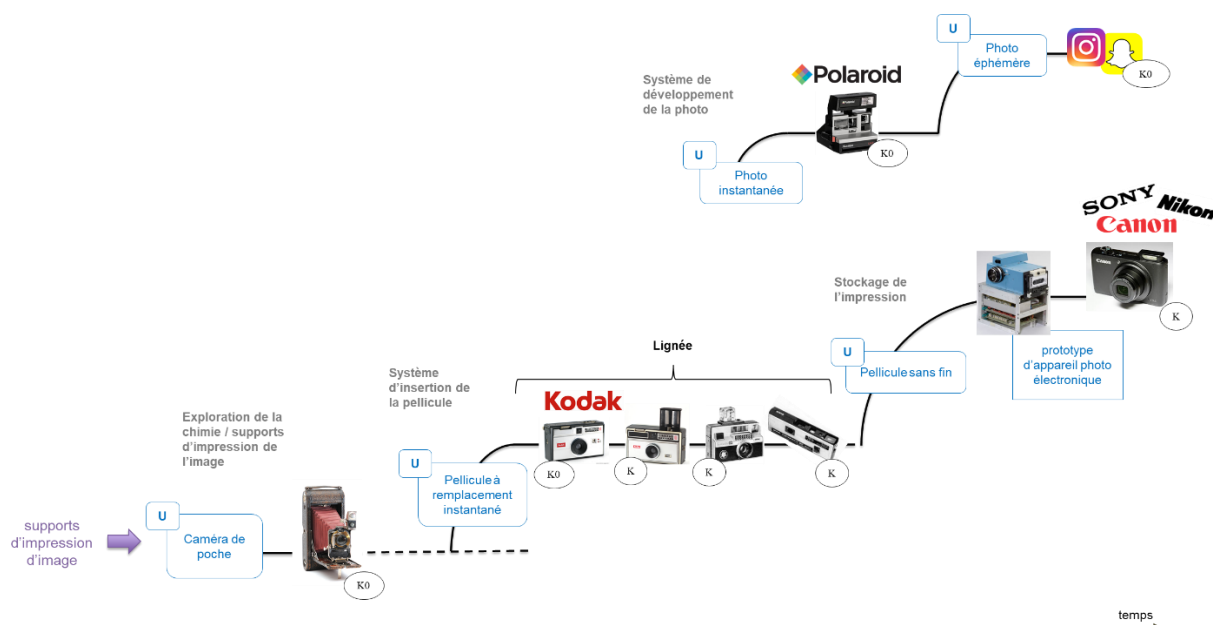 U
Photo
éphémère
K0
Système de
développement
de la photo
Polaroid
K0
U
Photo
instantanée
SONY
Nikon
Canon
Stockage de
l'impression
K
U
Pellicule sans fin
prototype
d'appareil photo
électronique
Lignée
Système
d'insertion de
la pellicule
Kodak
K0
K
K
K
U
Pellicule à
remplacement
instantané
Exploration de la
chimie / supports
d'impression de
l'image
U
Caméra de
poche
K0
supports
d'impression
d'image
temps